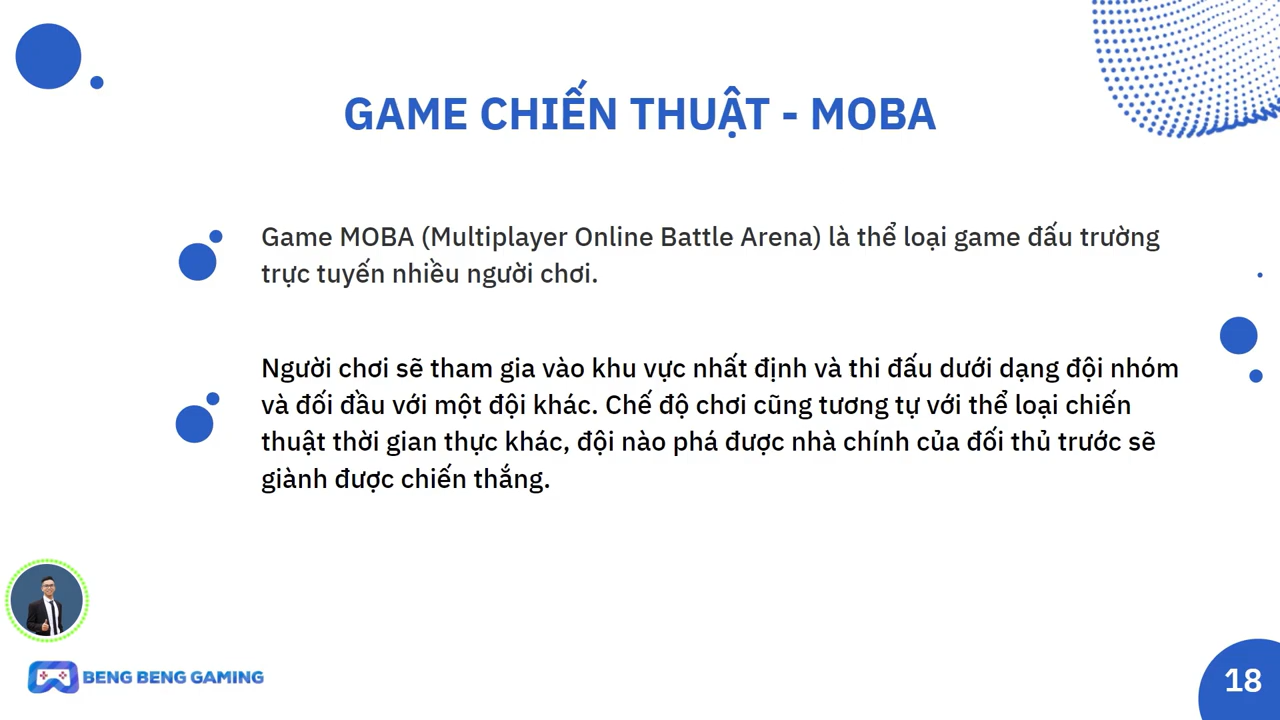 GAME CHIẾN THUẬT - MOBA
Game MOBA (Multiplayer Online Battle Arena) là thể loại game đấu trường
trực tuyến nhiều người chơi.
Người chơi sẽ tham gia vào khu vực nhất định và thi đấu dưới dạng đội nhóm
và đối đầu với một đội khác. Chế độ chơi cũng tương tự với thể loại chiến
thuật thời gian thực khác, đội nào phá được nhà chính của đối thủ trước sẽ
giành được chiến thắng.
BENG BENG GAMING
18